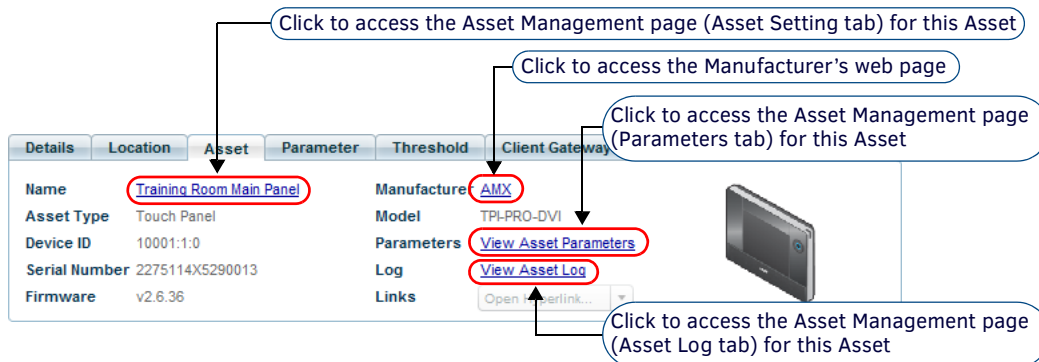 Click to access the Asset Management page (Asset Setting tab) for this Asset
Click to access the Manufacturer’s web page
Click to access the Asset Management page
(Parameters tab) for this Asset
Details Location Asset Parameter Threshold Client Gateway
Name Training Room Main Panel Manufacturer AMX
Asset Type Touch Panel Model TPI-PRO-DVI
Device ID 10001:1:0 Parameters View Asset Parameters
Serial Number 2275114X5290013 Log View Asset Log
Firmware v2.6.36 Links Open Hyperlink...
Click to access the Asset Management page
(Asset Log tab) for this Asset